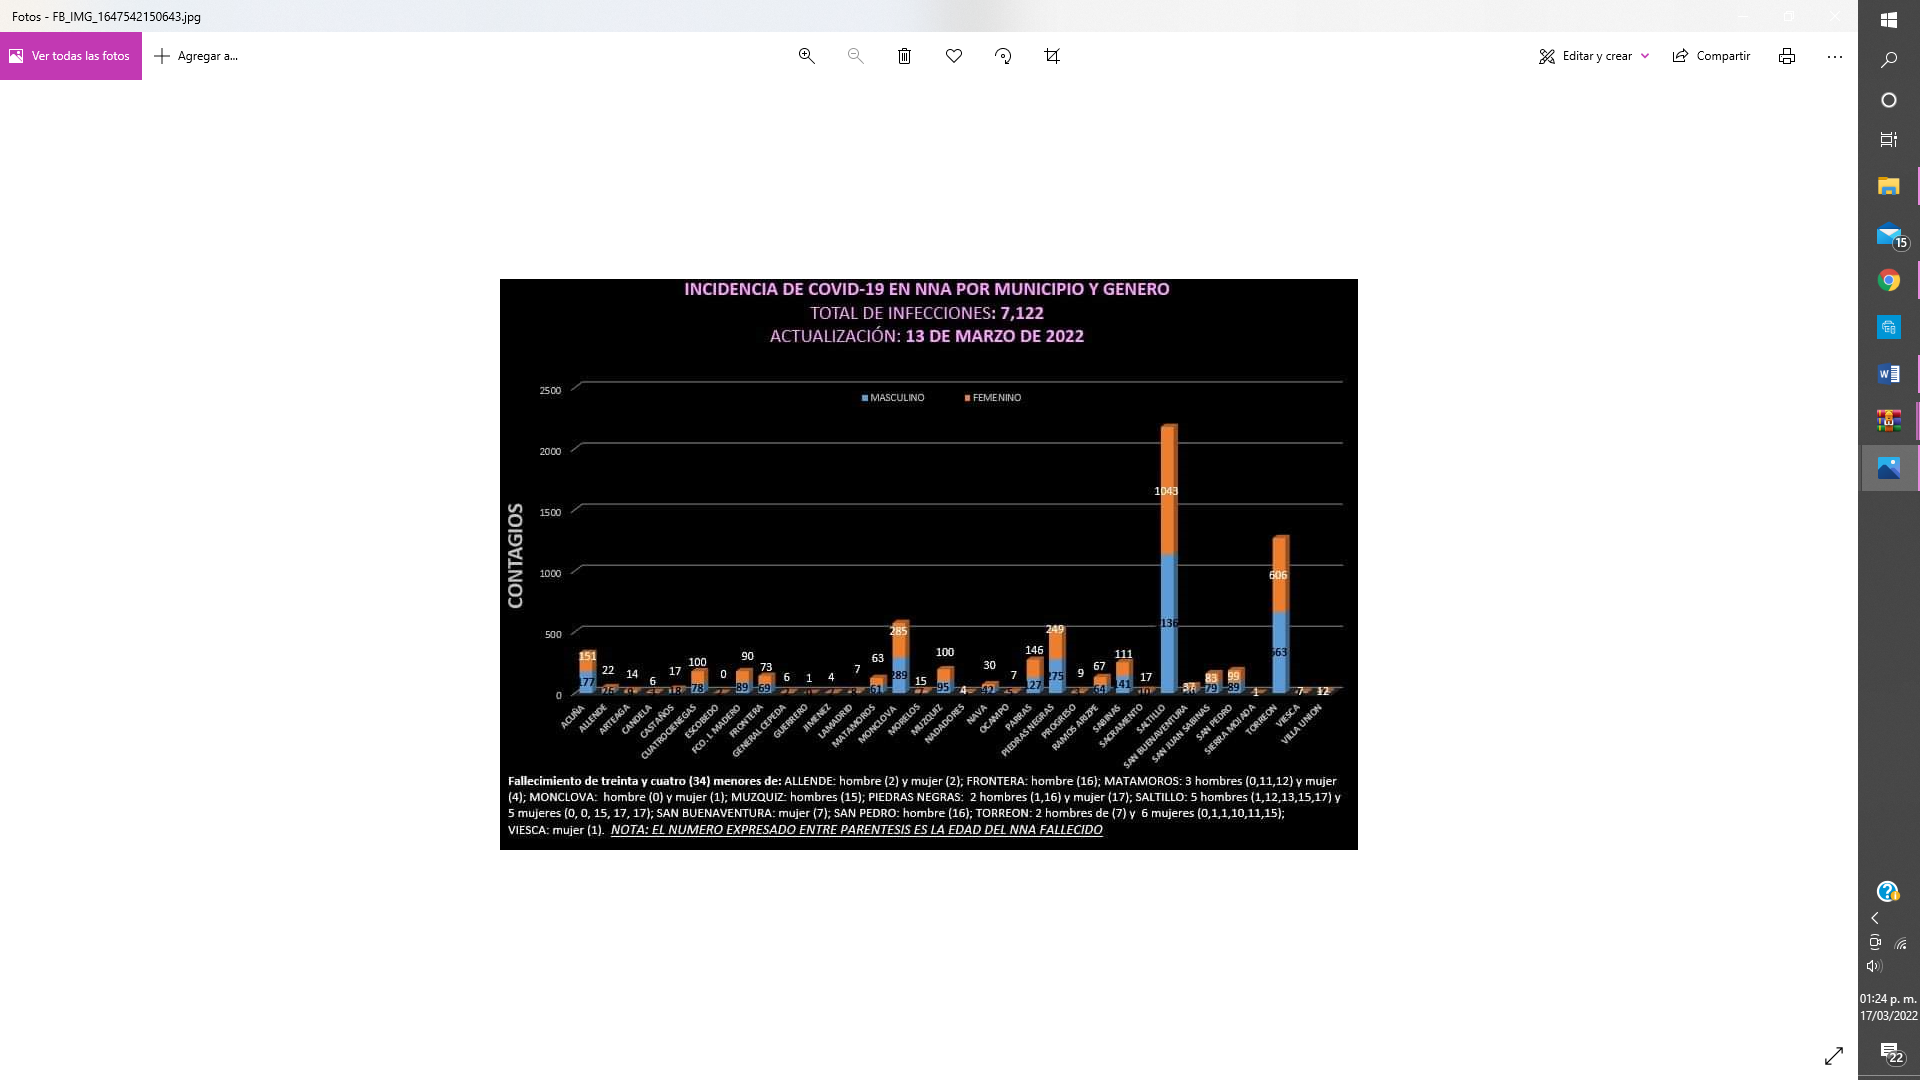 Fotos - FB_IMG_1647542150643.jpg
Ver todas las fotos
Agregar a...
Editar y crear
Compartir
INCIDENCIA DE COVID-19 EN NNA POR MUNICIPIO Y GENERO
TOTAL DE INFECCIONES: 7,122
ACTUALIZACIÓN: 13 DE MARZO DE 2022
MASCULINO FEMENINO
CONTAGIOS
2500
2000
1500
1000
500
0
151 22 14 6 17 100 0 90 73 6 1 4 7 63 285 15 100 4 30 7 146 249 9 67 111 17 1043 37 83 99 1 606 7 12
177 26 18 78 89 69 61 289 95 42 127 275 64 141 10 79 89
ACUÑA
ALLENDE
ARTEAGA
CANDELA
CASTAÑOS
CUATROCIENEGAS
ESCOBEDO
FCO. I. MADERO
FRONTERA
GENERAL CEPEDA
GUERRERO
JIMENEZ
LAMADRID
MATAMOROS
MONCLOVA
MORELOS
MUZQUIZ
NADADORES
NAVA
OCAMPO
PARRAS
PIEDRAS NEGRAS
PROGRESO
RAMOS ARIZPE
SABINAS
SACRAMENTO
SALTILLO
SAN BUENAVENTURA
SAN JUAN SABINAS
SAN PEDRO
SIERRA MOJADA
TORREON
VIESCA
VILLA UNION
Fallecimiento de treinta y cuatro (34) menores de: ALLENDE: hombre (2) y mujer (2); FRONTERA: hombre (16); MATAMOROS: 3 hombres (0,11,12) y mujer
(4); MONCLOVA: hombre (0) y mujer (1); MUZQUIZ: hombres (15); PIEDRAS NEGRAS: 2 hombres (1,16) y mujer (17); SALTILLO: 5 hombres (1,12,13,15,17) y
5 mujeres (0, 0, 15, 17, 17); SAN BUENAVENTURA: mujer (7); SAN PEDRO: hombre (16); TORREON: 2 hombres de (7) y 6 mujeres (0,1,1,10,11,15);
VIESCA: mujer (1). NOTA: EL NUMERO EXPRESADO ENTRE PARENTESIS ES LA EDAD DEL NNA FALLECIDO
15
01:24 p. m.
17/03/2022
22